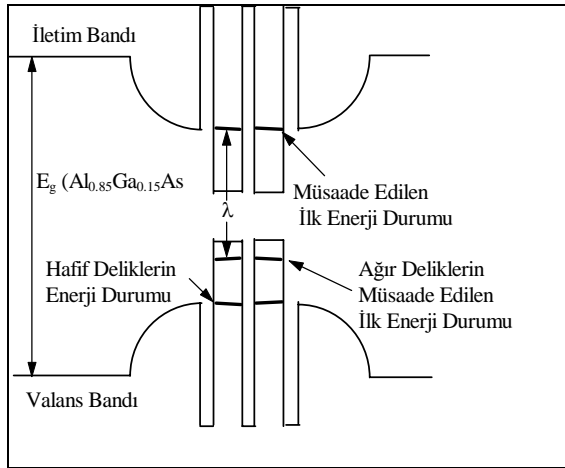 İletim Bandı
E_g (Al_0.85Ga_0.15As
λ
Müsaade Edilen
İlk Enerji Durumu
Hafif Deliklerin
Enerji Durumu
Ağır Deliklerin
Müsaade Edilen
İlk Enerji Durumu
Valans Bandı